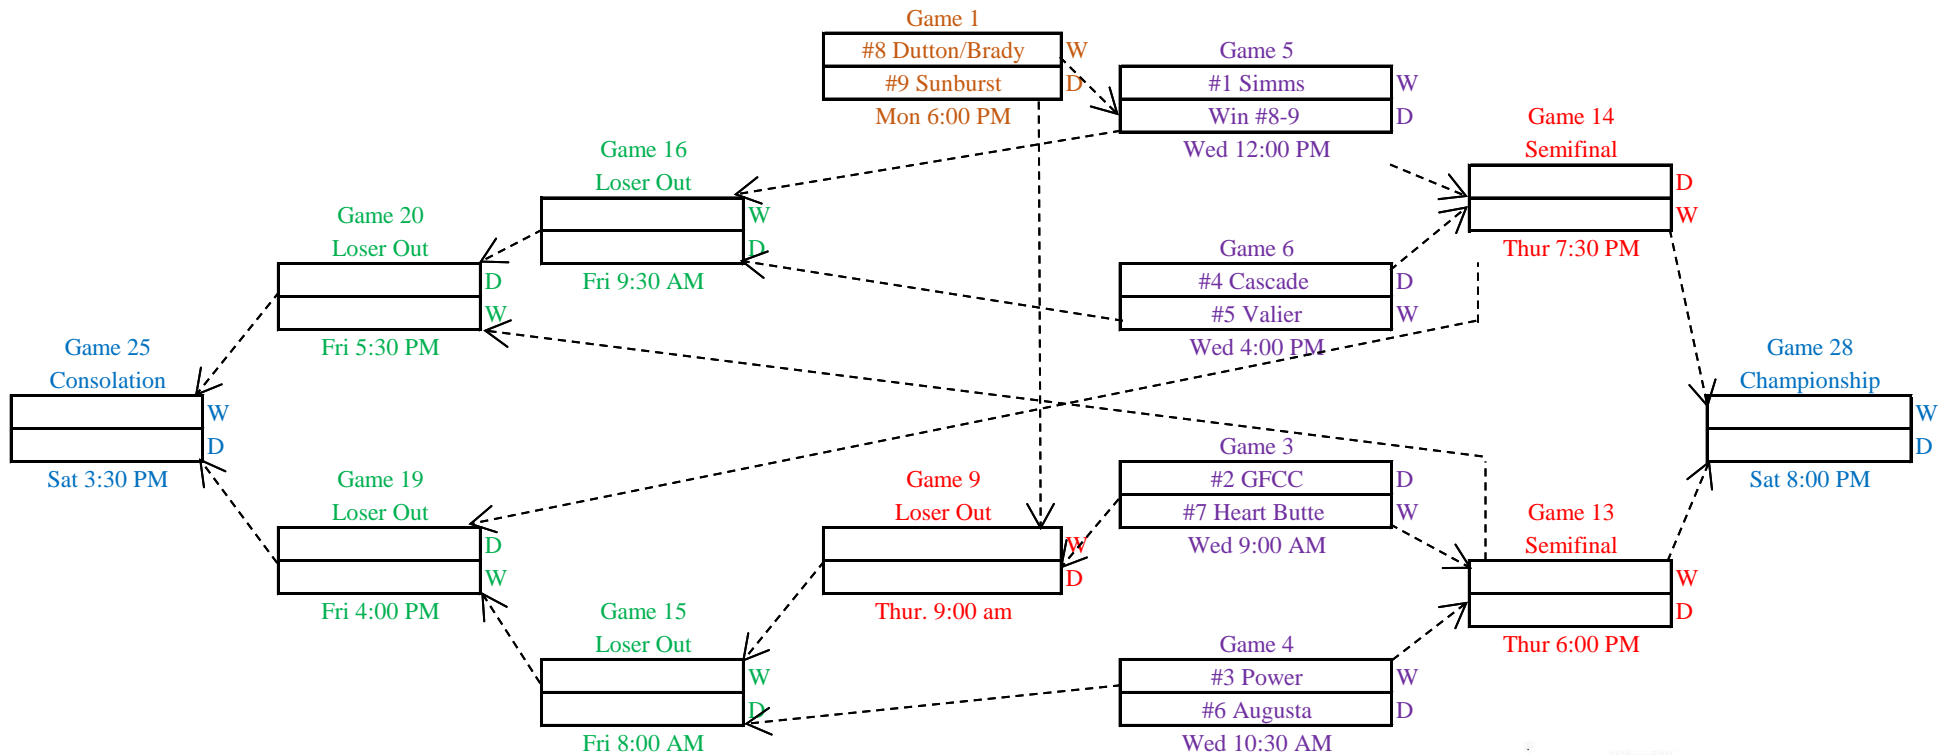 Game 1
#8 Dutton/Brady W
#9 Sunburst D
Mon 6:00 PM
Game 5
#1 Simms W
Win #8-9 D
Wed 12:00 PM
Game 14
Semifinal
D
W
Thur 7:30 PM
Game 16
Loser Out
W
D
Fri 9:30 AM
Game 20
Loser Out
D
W
Fri 5:30 PM
Game 6
#4 Cascade D
#5 Valier W
Wed 4:00 PM
Game 25
Consolation
W
D
Sat 3:30 PM
Game 28
Championship
W
D
Sat 8:00 PM
Game 3
#2 GFCC D
#7 Heart Butte W
Wed 9:00 AM
Game 19
Loser Out
D
W
Fri 4:00 PM
Game 9
Loser Out
W
D
Thur. 9:00 am
Game 13
Semifinal
W
D
Thur 6:00 PM
Game 15
Loser Out
W
D
Fri 8:00 AM
Game 4
#3 Power W
#6 Augusta D
Wed 10:30 AM